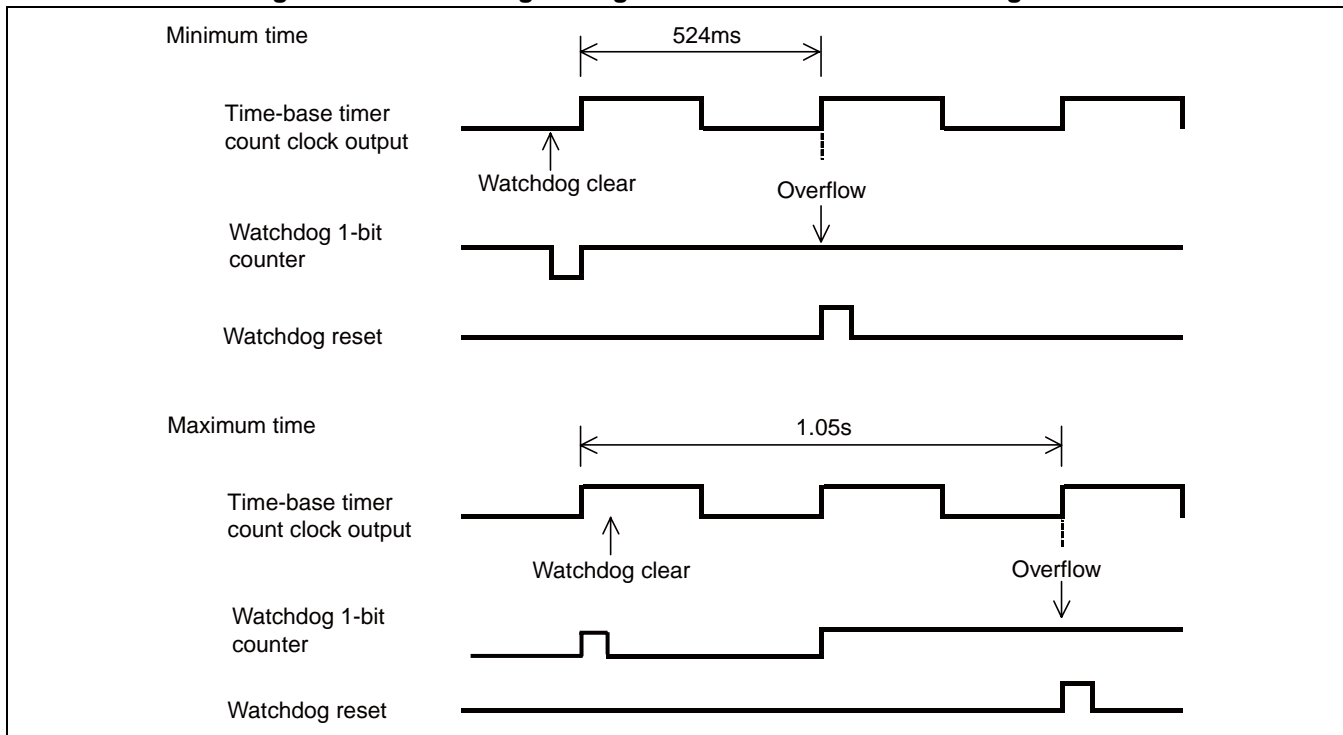 Minimum time
524ms
Time-base timer
count clock output
Watchdog clear
Overflow
Watchdog 1-bit
counter
Watchdog reset
Maximum time
1.05s
Time-base timer
count clock output
Watchdog clear
Overflow
Watchdog 1-bit
counter
Watchdog reset